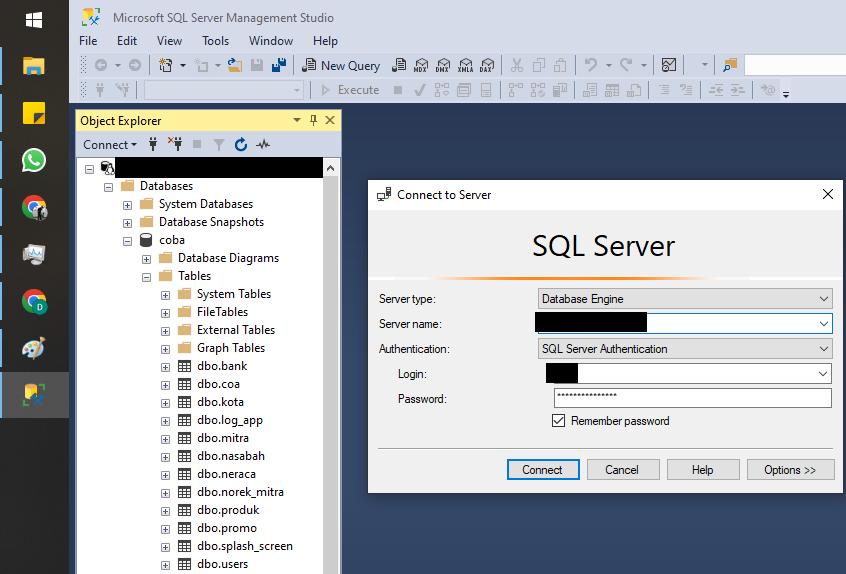 Microsoft SQL Server Management Studio
File Edit View Tools Window Help
New Query MDX DMX XMLA DAX
Execute
Object Explorer
Connect
Databases
System Databases
Database Snapshots
coba
Database Diagrams
Tables
System Tables
FileTables
External Tables
Graph Tables
dbo.bank
dbo.coa
dbo.kota
dbo.log_app
dbo.mitra
dbo.nasabah
dbo.neraca
dbo.norek_mitra
dbo.produk
dbo.promo
dbo.splash_screen
dbo.users
Connect to Server
SQL Server
Server type: Database Engine
Server name:
Authentication: SQL Server Authentication
Login:
Password: ***************
Remember password
Connect Cancel Help Options >>
D